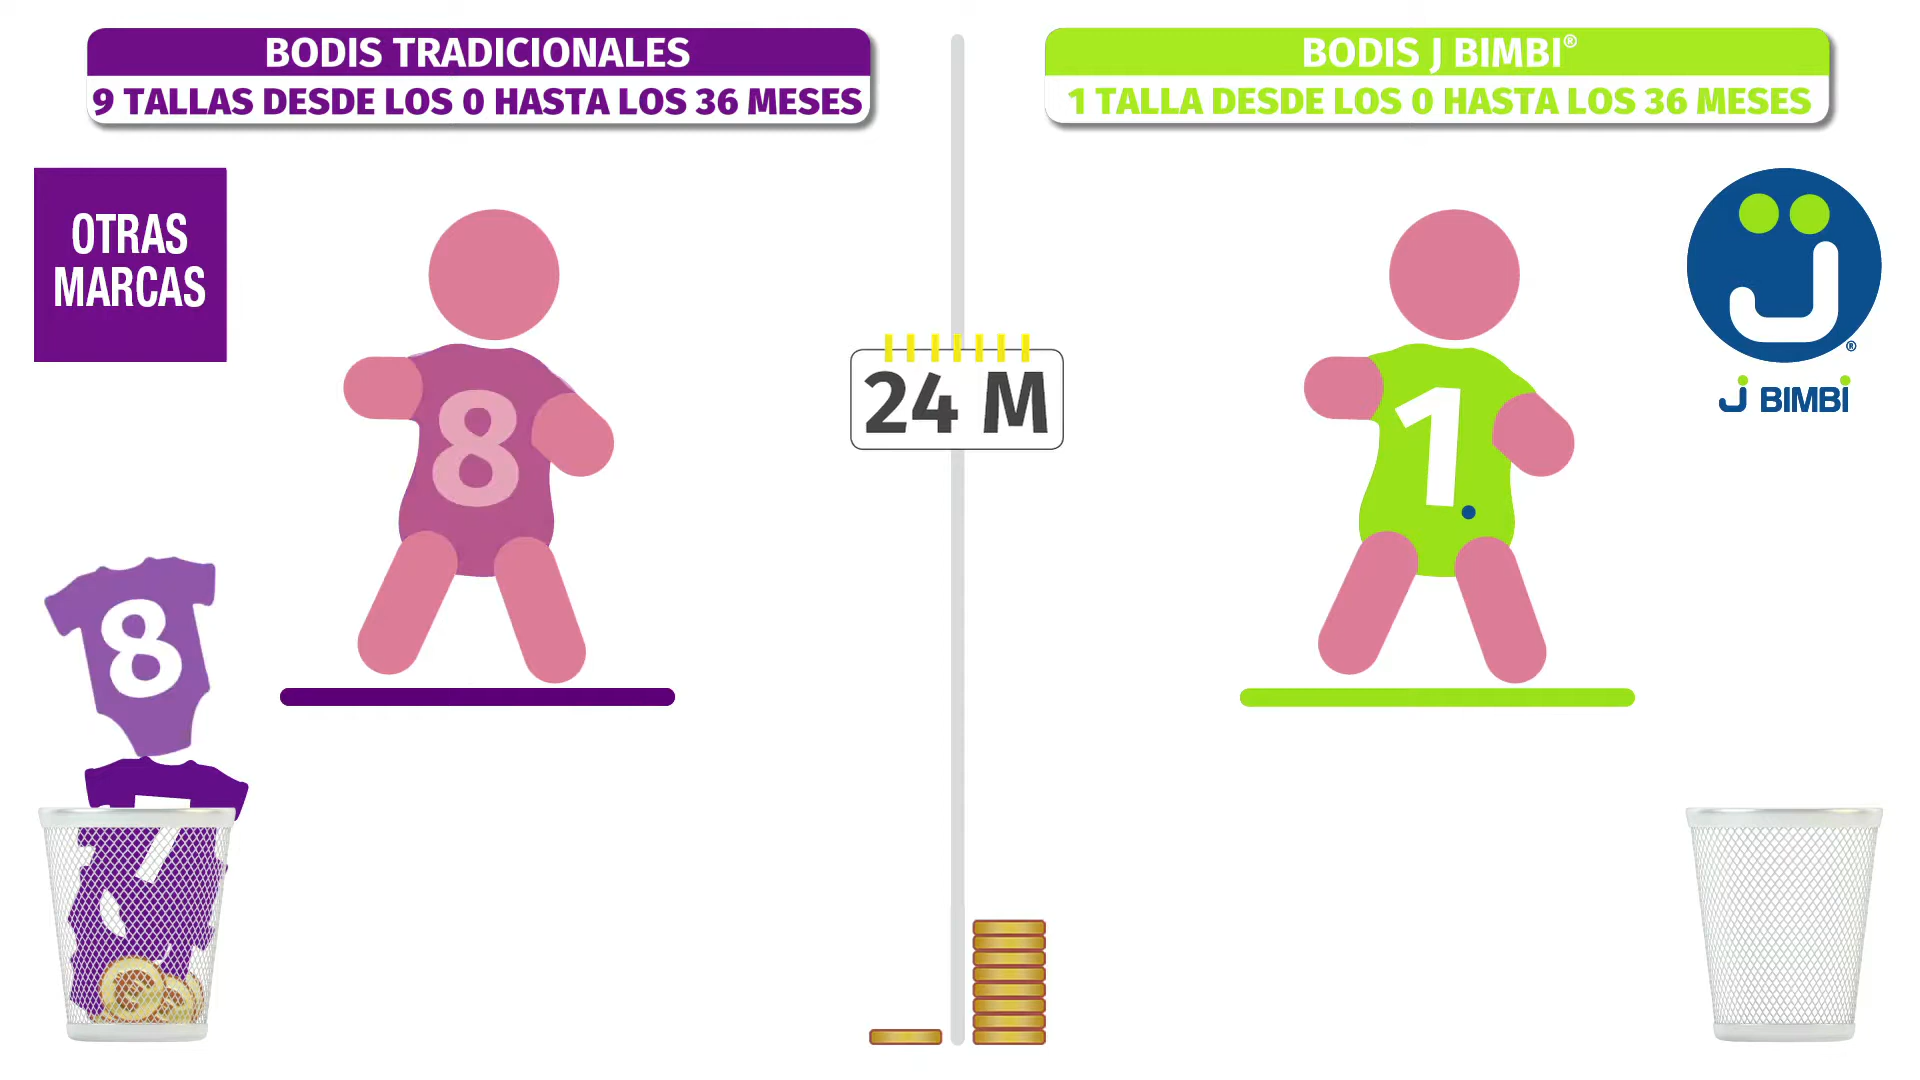 BODIS TRADICIONALES
9 TALLAS DESDE LOS 0 HASTA LOS 36 MESES
BODIS J BIMBI®
1 TALLA DESDE LOS 0 HASTA LOS 36 MESES
OTRAS
MARCAS
8
24 M
1
J BIMBI
®
8
7